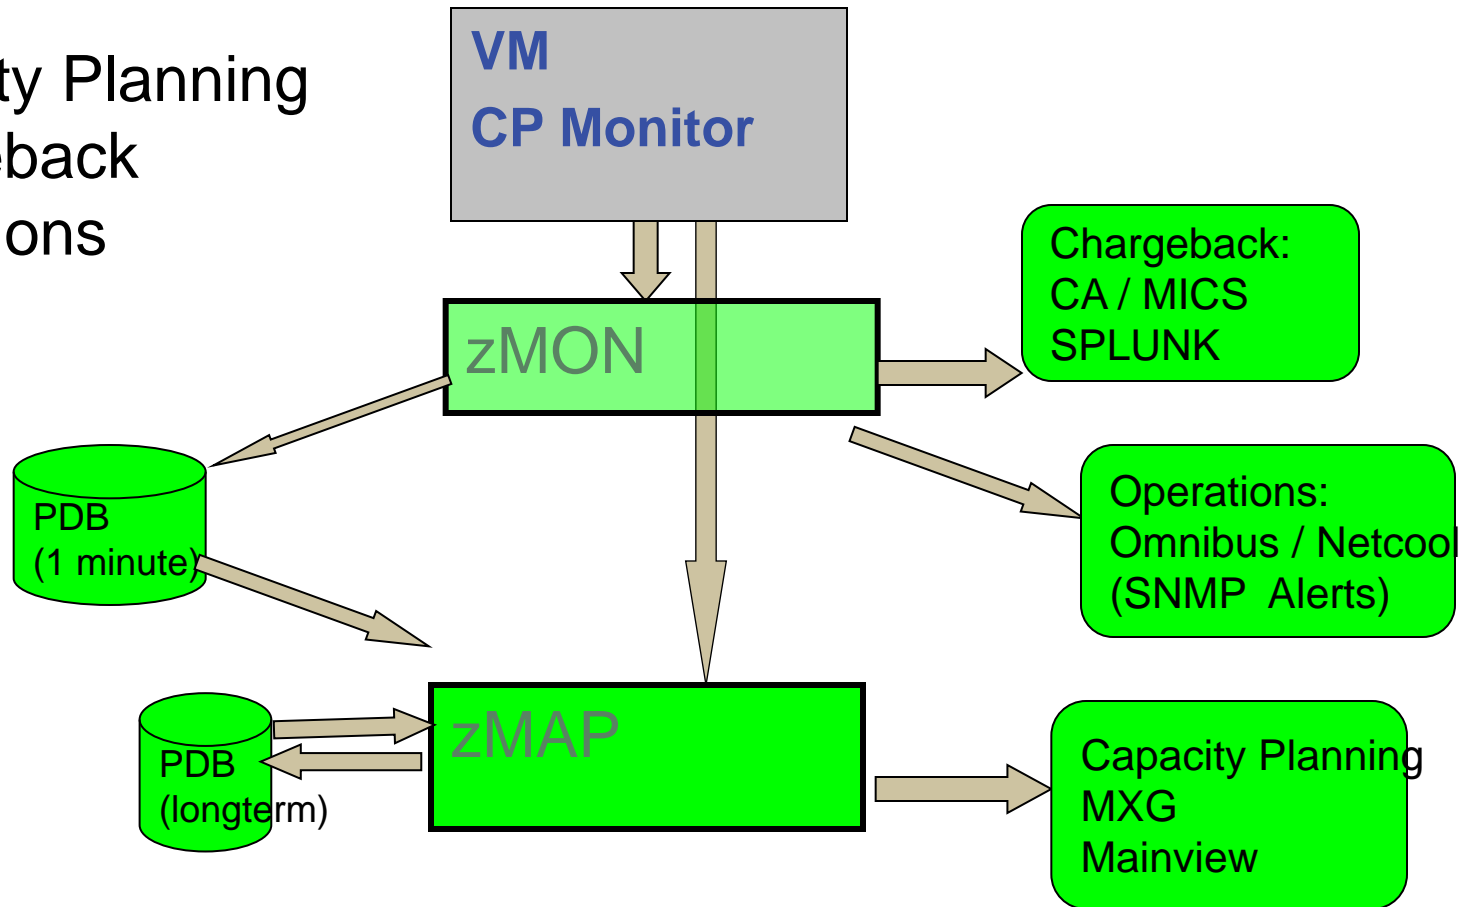 ty Planning
eback
ions
VM
CP Monitor
Chargeback:
CA / MICS
SPLUNK
zMON
Operations:
Omnibus / Netcool
(SNMP Alerts)
PDB
(1 minute)
zMAP
PDB
(longterm)
Capacity Planning
MXG
Mainview